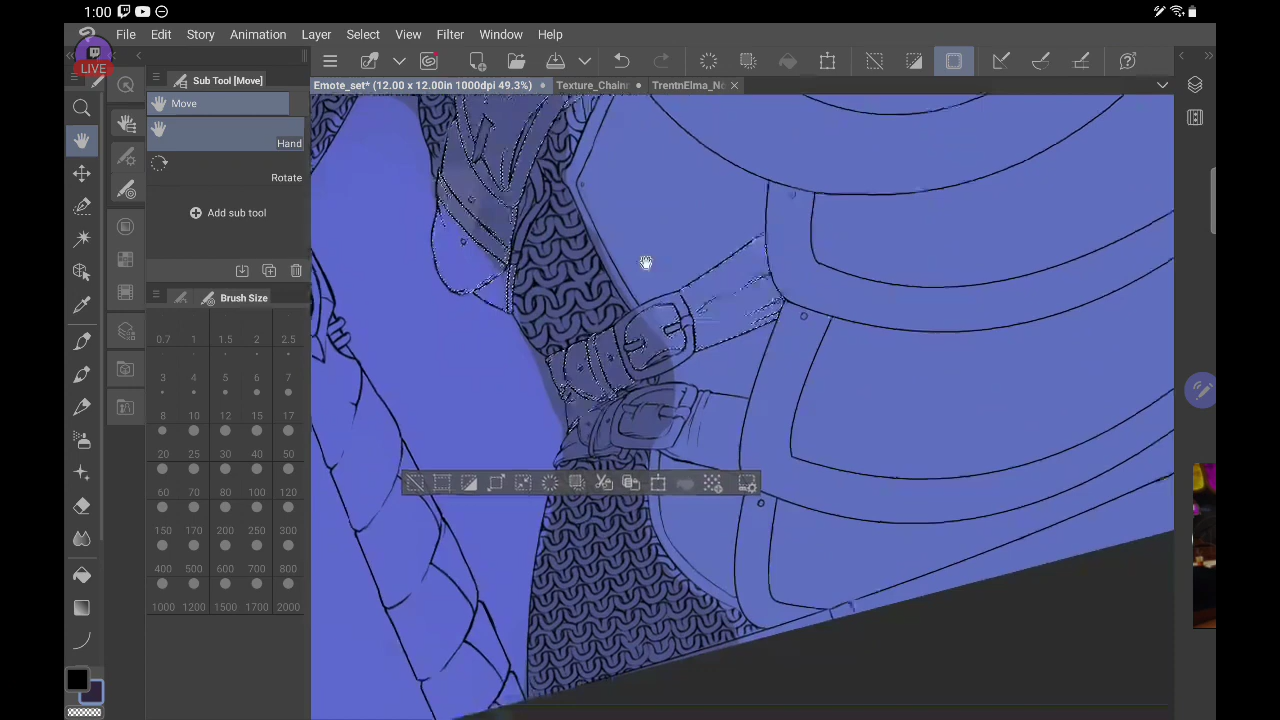 1:00
File Edit Story Animation Layer Select View Filter Window Help
LIVE
Sub Tool [Move]
Emote_set* (12.00 x 12.00in 1000dpi 49.3%)
Texture_Chainr
TrentnElma_No
Move
Hand
Rotate
Add sub tool
Brush Size
0.7 1 1.5 2 2.5
3 4 5 6 7
8 10 12 15 17
20 25 30 40 50
60 70 80 100 120
150 170 200 250 300
400 500 600 700 800
1000 1200 1500 1700 2000